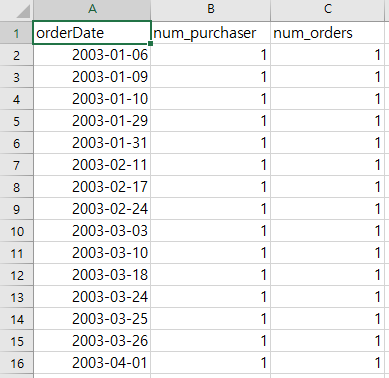 A B C
1 orderDate num_purchaser num_orders
2 2003-01-06 1 1
3 2003-01-09 1 1
4 2003-01-10 1 1
5 2003-01-29 1 1
6 2003-01-31 1 1
7 2003-02-11 1 1
8 2003-02-17 1 1
9 2003-02-24 1 1
10 2003-03-03 1 1
11 2003-03-10 1 1
12 2003-03-18 1 1
13 2003-03-24 1 1
14 2003-03-25 1 1
15 2003-03-26 1 1
16 2003-04-01 1 1